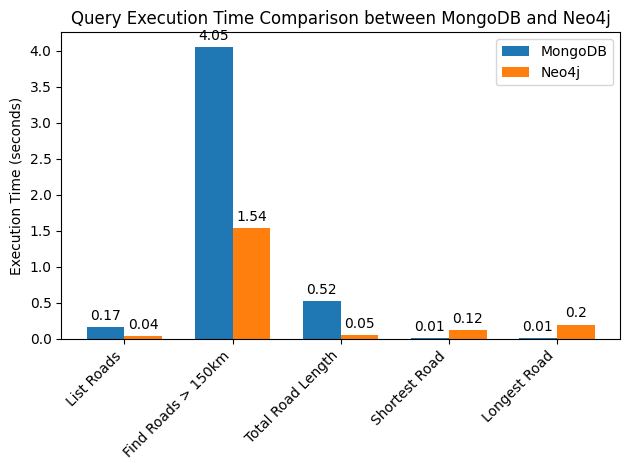 Query Execution Time Comparison between MongoDB and Neo4j
Execution Time (seconds)
4.0
3.5
3.0
2.5
2.0
1.5
1.0
0.5
0.0
MongoDB
Neo4j
0.17
0.04
4.05
1.54
0.52
0.05
0.01
0.12
0.01
0.2
List Roads
Find Roads > 150km
Total Road Length
Shortest Road
Longest Road